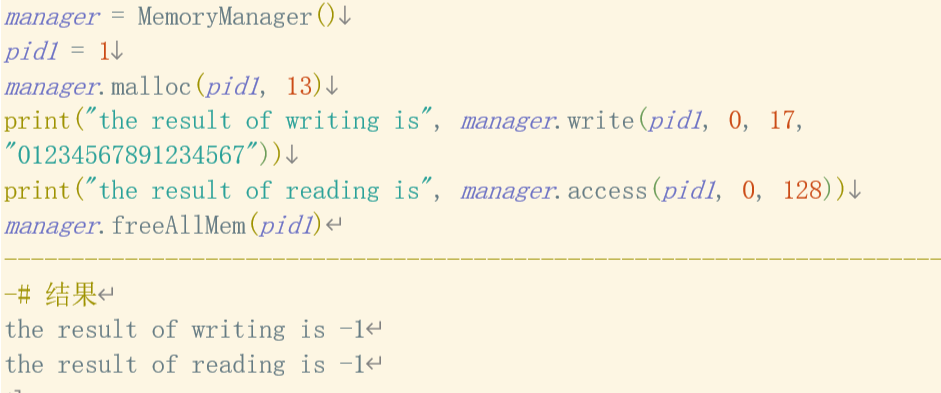 manager = MemoryManager()↓
pid1 = 1↓
manager.malloc(pid1, 13)↓
print("the result of writing is", manager.write(pid1, 0, 17,
"01234567891234567"))↓
print("the result of reading is", manager.access(pid1, 0, 128))↓
manager.freeAllMem(pid1)↵
-# 结果↵
the result of writing is -1↵
the result of reading is -1↵